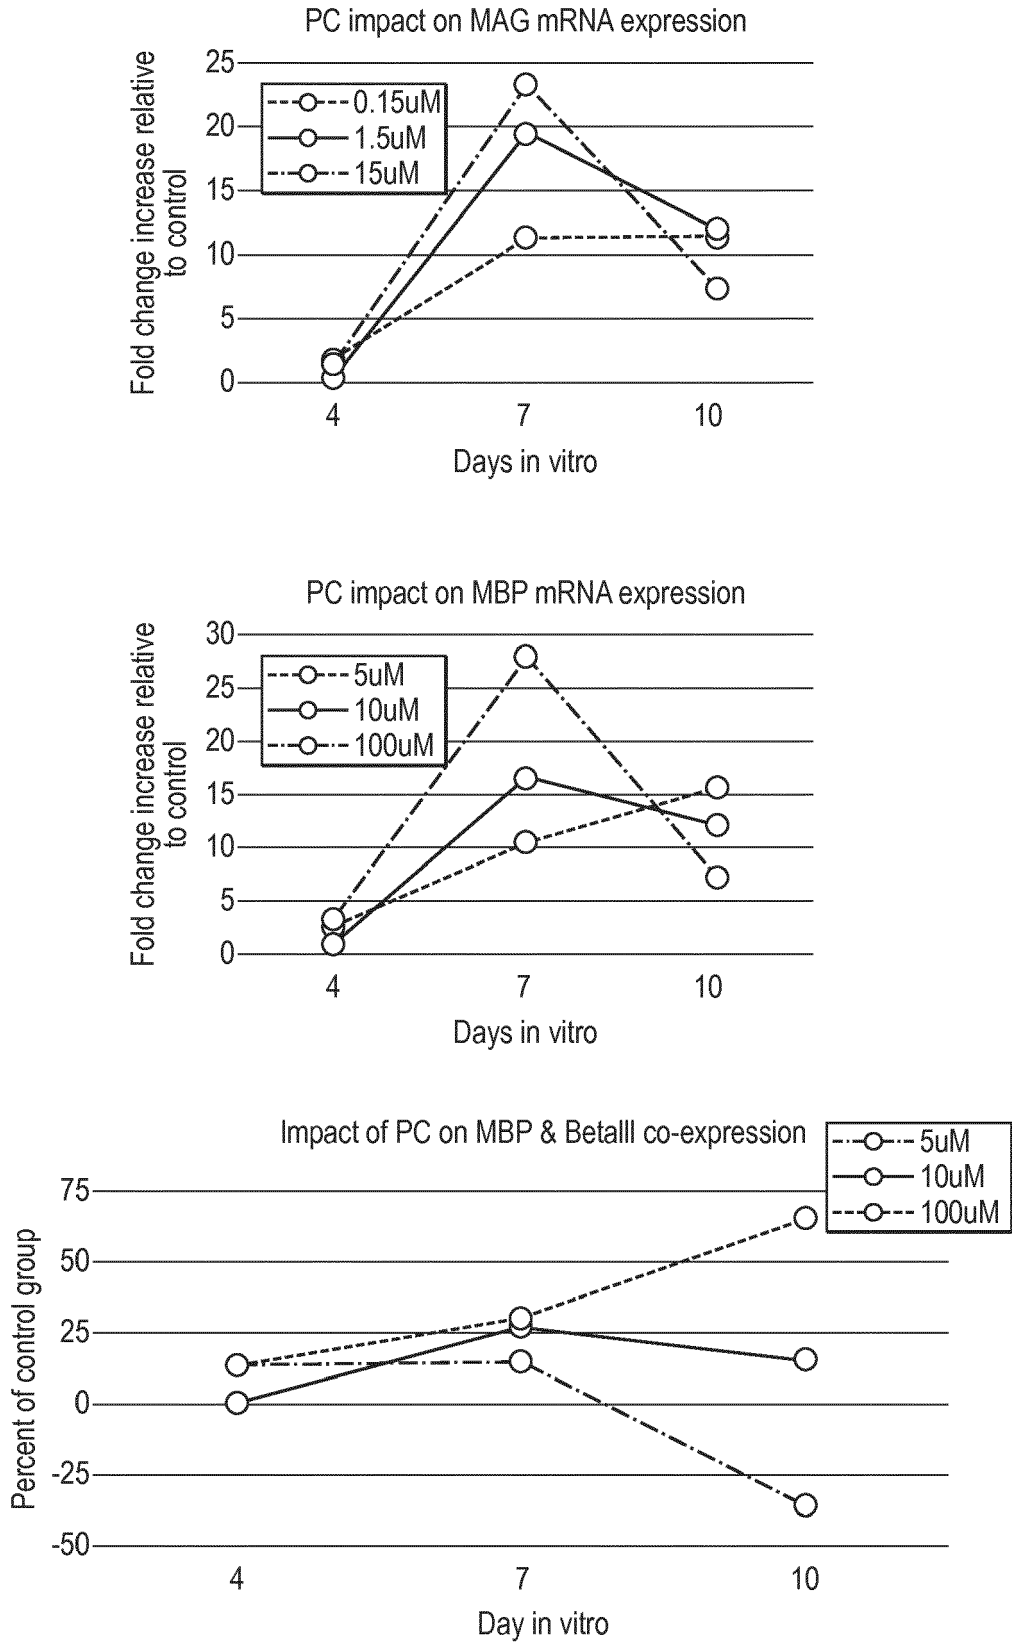 PC impact on MAG mRNA expression
Fold change increase relative
to control
25
20
15
10
5
0
0.15uM
1.5uM
15uM
4 7 10
Days in vitro
PC impact on MBP mRNA expression
Fold change increase relative
to control
30
25
20
15
10
5
0
5uM
10uM
100uM
4 7 10
Days in vitro
Impact of PC on MBP & BetaIII co-expression
5uM
10uM
100uM
Percent of control group
75
50
25
0
-25
-50
4 7 10
Day in vitro